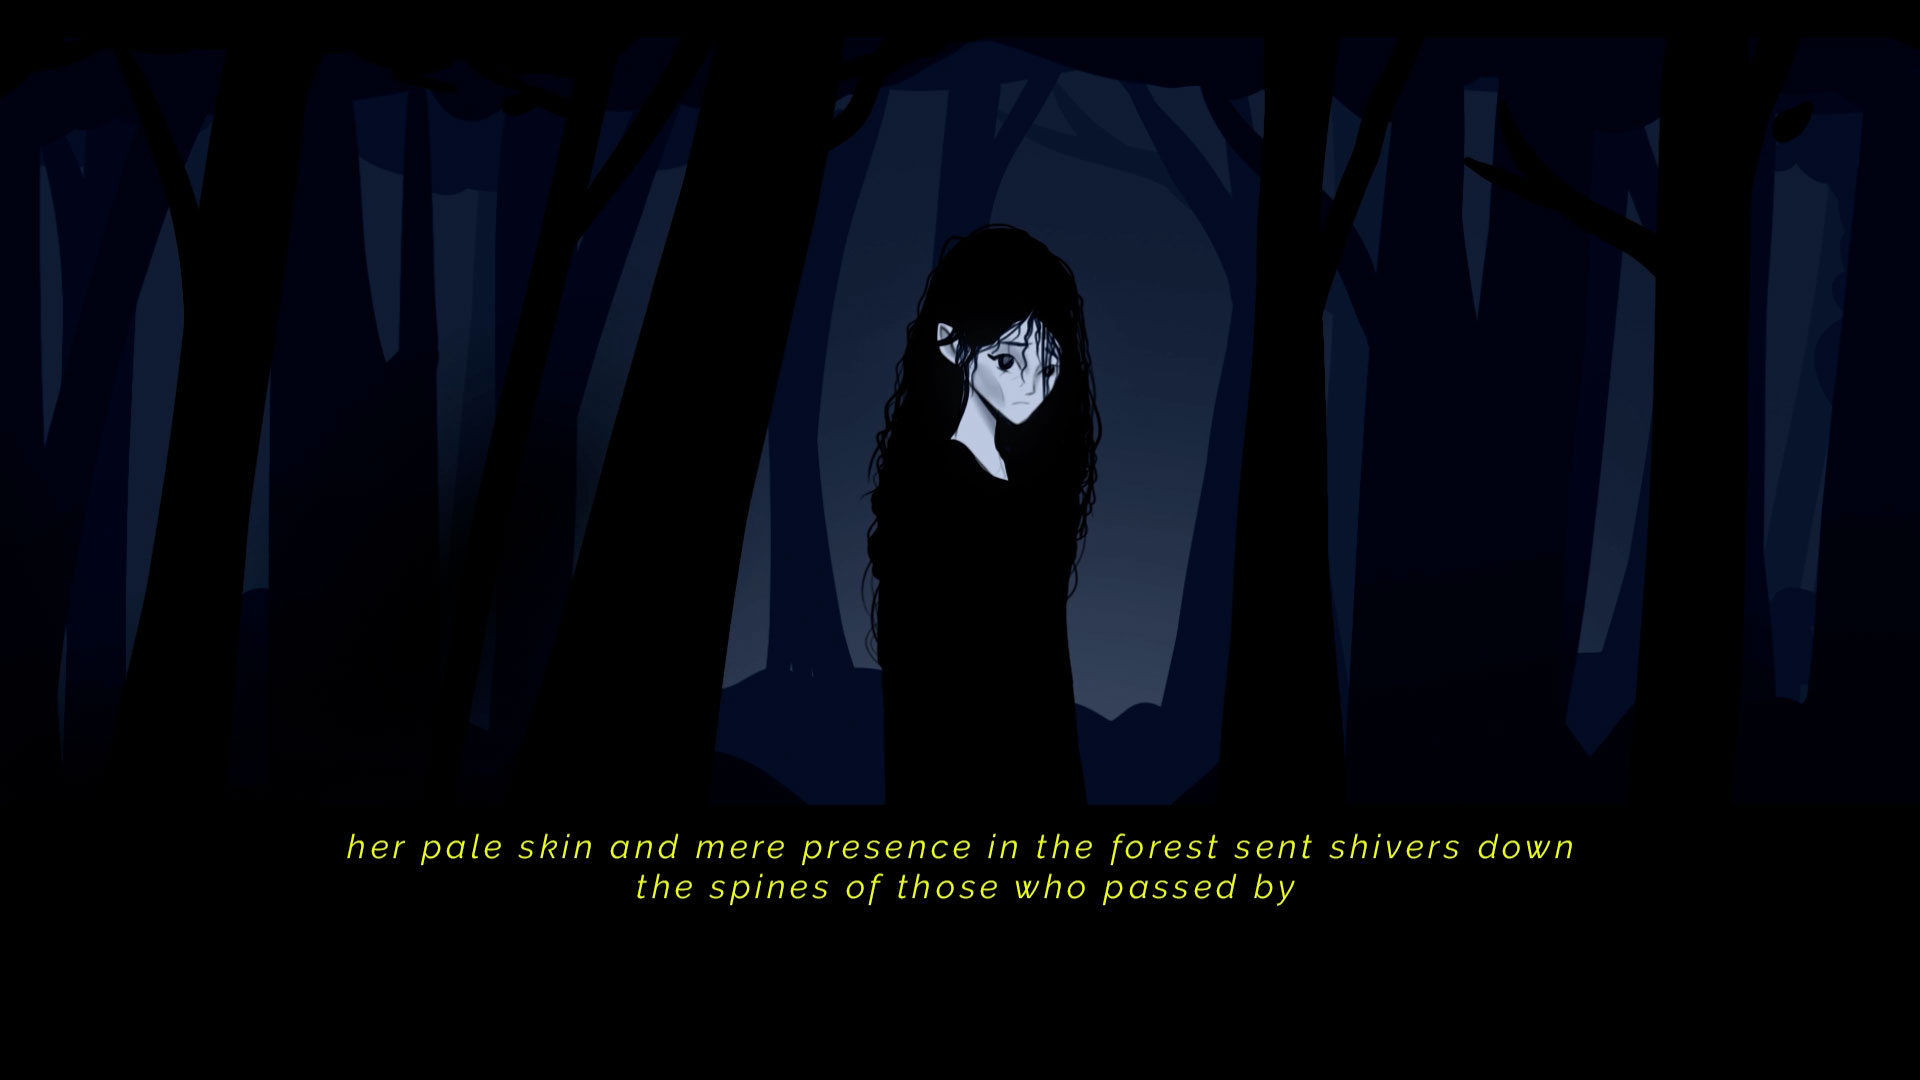 her pale skin and mere presence in the forest sent shivers down
the spines of those who passed by